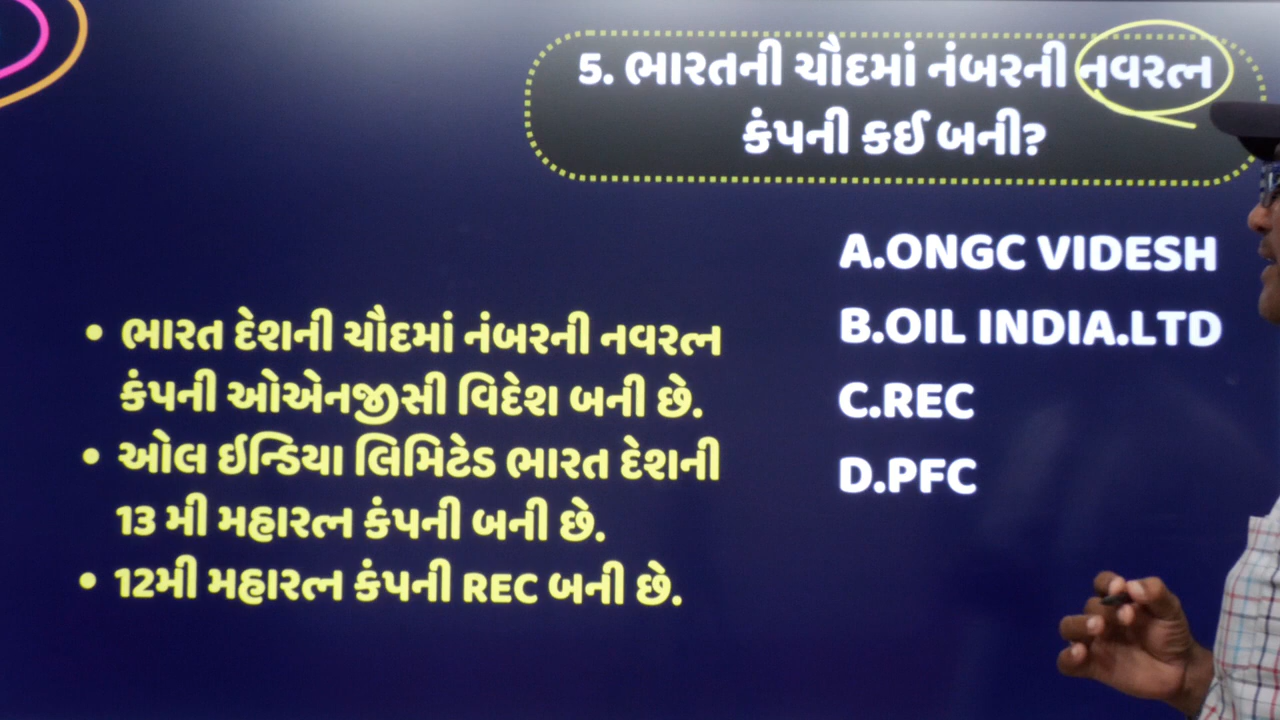 5. ભારતની ચૌદમાં નંબરની નવરત્ન
કંપની કઈ બની?
A.ONGC VIDESH
B.OIL INDIA.LTD
C.REC
D.PFC
• ભારત દેશની ચૌદમાં નંબરની નવરત્ન
કંપની ઓએનજીસી વિદેશ બની છે.
• ઓલ ઇન્ડિયા લિમિટેડ ભારત દેશની
13 મી મહારત્ન કંપની બની છે.
• 12મી મહારત્ન કંપની REC બની છે.